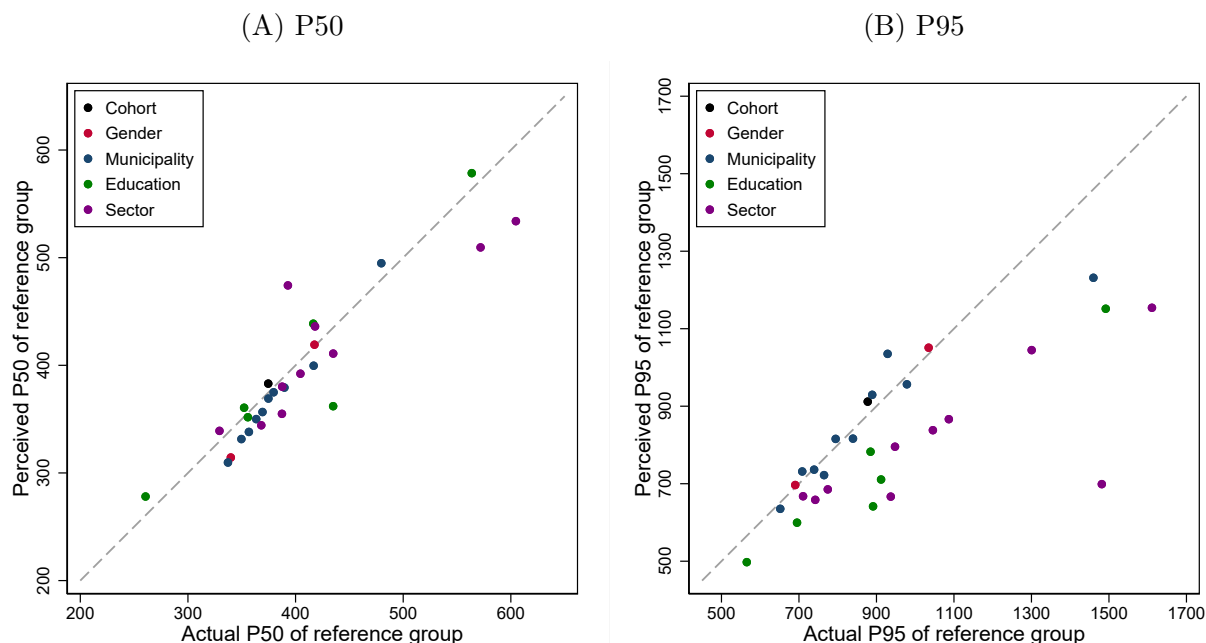 (A) P50
Cohort
Gender
Municipality
Education
Sector
Perceived P50 of reference group
200
300
400
500
600
200
300
400
500
600
Actual P50 of reference group
(B) P95
Cohort
Gender
Municipality
Education
Sector
Perceived P95 of reference group
500
700
900
1100
1300
1500
1700
500
700
900
1100
1300
1500
1700
Actual P95 of reference group